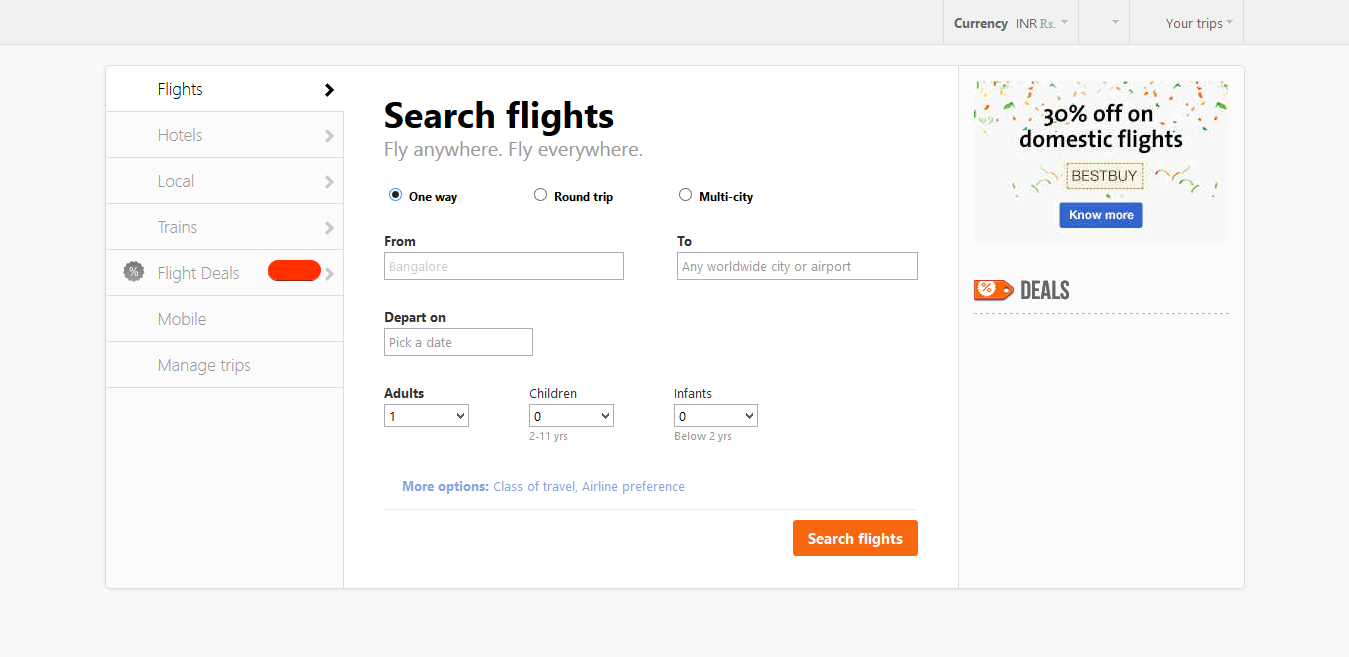 Currency INR Rs.
Your trips
Flights
Hotels
Local
Trains
% Flight Deals
Mobile
Manage trips
Search flights
Fly anywhere. Fly everywhere.
One way Round trip Multi-city
From To
Bangalore Any worldwide city or airport
Depart on
Pick a date
Adults Children Infants
1 0 0
2-11 yrs Below 2 yrs
More options: Class of travel, Airline preference
Search flights
30% off on
domestic flights
BESTBUY
Know more
% DEALS